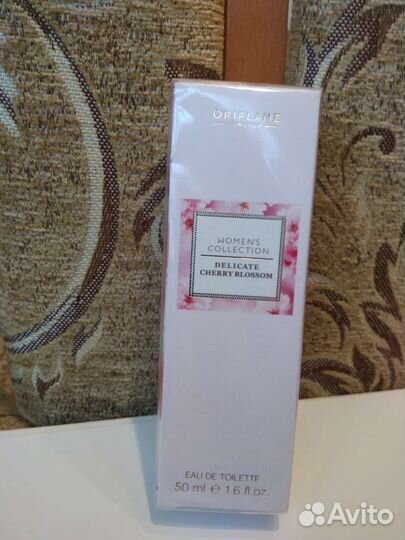 ORIFLAME
WOMEN'S
COLLECTION
DELICATE
CHERRY BLOSSOM
EAU DE TOILETTE
50 ml ℮ 1.6 fl.oz.
Avito